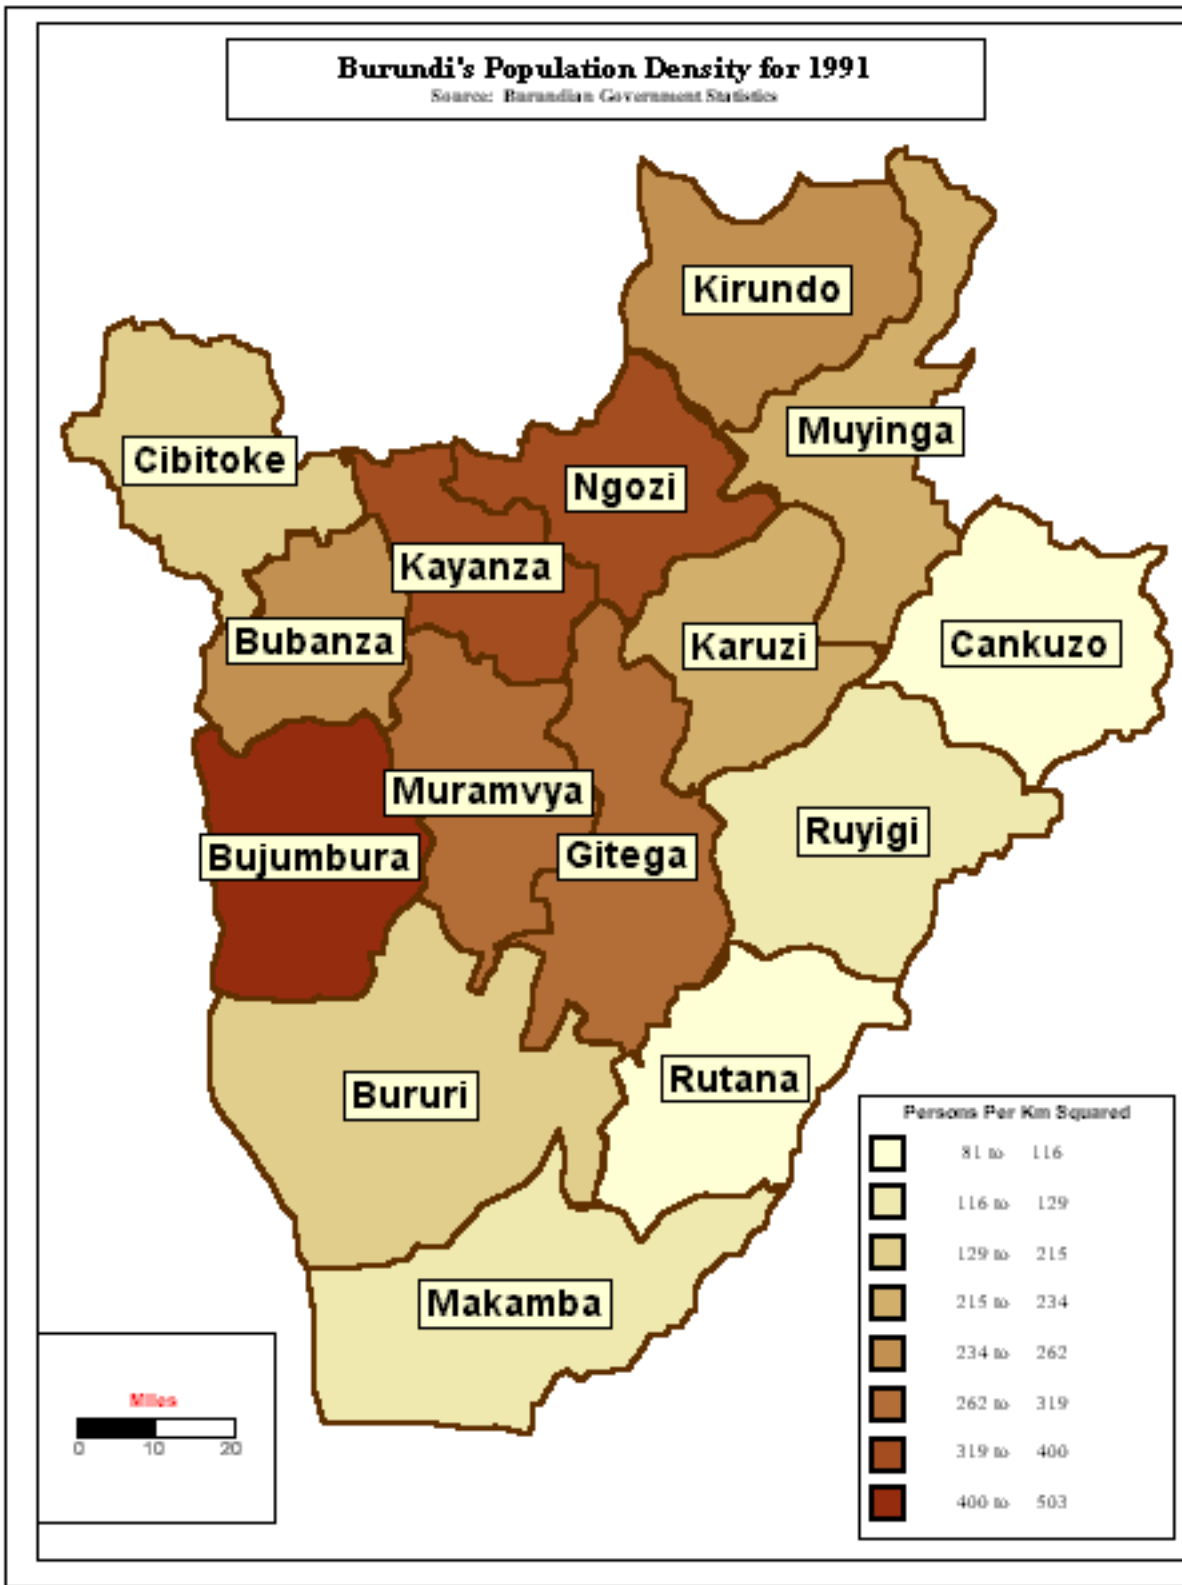 Burundi's Population Density for 1991
Source: Burundian Government Statistics
Kirundo
Muyinga
Cibitoke
Ngozi
Kayanza
Bubanza
Karuzi
Cankuzo
Muramvya
Ruyigi
Bujumbura
Gitega
Rutana
Bururi
Makamba
Persons Per Km Squared
81 to 116
116 to 129
129 to 215
215 to 234
234 to 262
262 to 319
319 to 400
400 to 503
Miles
0 10 20